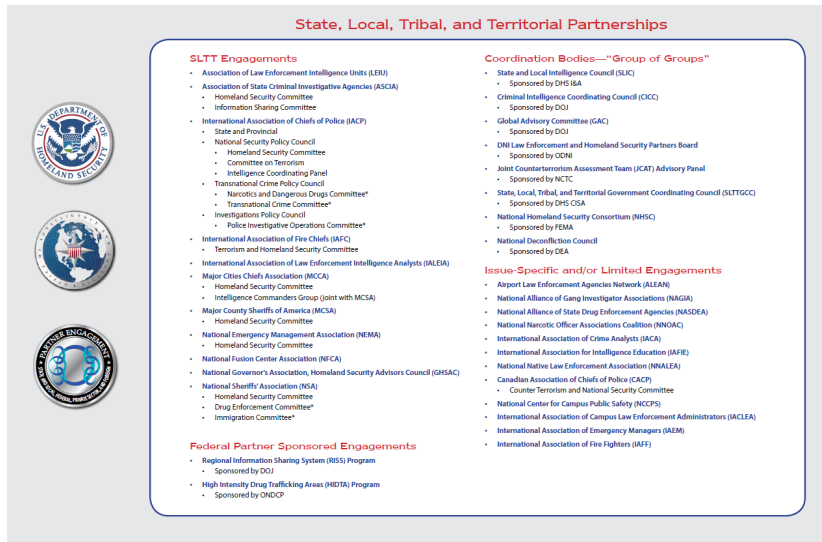 State, Local, Tribal, and Territorial Partnerships
U.S. DEPARTMENT OF
HOMELAND SECURITY
PARTNER ENGAGEMENT
STATE AND LOCAL, FEDERAL, PRIVATE SECTOR, AND FOREIGN
SLTT Engagements
• Association of Law Enforcement Intelligence Units (LEIU)
• Association of State Criminal Investigative Agencies (ASCIA)
• Homeland Security Committee
• Information Sharing Committee
• International Association of Chiefs of Police (IACP)
• State and Provincial
• National Security Policy Council
• Homeland Security Committee
• Committee on Terrorism
• Intelligence Coordinating Panel
• Transnational Crime Policy Council
• Narcotics and Dangerous Drugs Committee*
• Transnational Crime Committee*
• Investigations Policy Council
• Police Investigative Operations Committee*
• International Association of Fire Chiefs (IAFC)
• Terrorism and Homeland Security Committee
• International Association of Law Enforcement Intelligence Analysts (IALEIA)
• Major Cities Chiefs Association (MCCA)
• Homeland Security Committee
• Intelligence Commanders Group (joint with MCSA)
• Major County Sheriffs of America (MCSA)
• Homeland Security Committee
• National Emergency Management Association (NEMA)
• Homeland Security Committee
• National Fusion Center Association (NFCA)
• National Governor's Association, Homeland Security Advisors Council (GHSAC)
• National Sheriffs' Association (NSA)
• Homeland Security Committee
• Drug Enforcement Committee*
• Immigration Committee*
Federal Partner Sponsored Engagements
• Regional Information Sharing System (RISS) Program
• Sponsored by DOJ
• High Intensity Drug Trafficking Areas (HIDTA) Program
• Sponsored by ONDCP
Coordination Bodies—“Group of Groups”
• State and Local Intelligence Council (SLIC)
• Sponsored by DHS I&A
• Criminal Intelligence Coordinating Council (CICC)
• Sponsored by DOJ
• Global Advisory Committee (GAC)
• Sponsored by DOJ
• DNI Law Enforcement and Homeland Security Partners Board
• Sponsored by ODNI
• Joint Counterterrorism Assessment Team (JCAT) Advisory Panel
• Sponsored by NCTC
• State, Local, Tribal, and Territorial Government Coordinating Council (SLTTGCC)
• Sponsored by DHS CISA
• National Homeland Security Consortium (NHSC)
• Sponsored by FEMA
• National Deconfliction Council
• Sponsored by DEA
Issue-Specific and/or Limited Engagements
• Airport Law Enforcement Agencies Network (ALEAN)
• National Alliance of Gang Investigator Associations (NAGIA)
• National Alliance of State Drug Enforcement Agencies (NASDEA)
• National Narcotic Officer Associations Coalition (NNOAC)
• International Association of Crime Analysts (IACA)
• International Association for Intelligence Education (IAFIE)
• National Native Law Enforcement Association (NNALEA)
• Canadian Association of Chiefs of Police (CACP)
• Counter Terrorism and National Security Committee
• National Center for Campus Public Safety (NCCPS)
• International Association of Campus Law Enforcement Administrators (IACLEA)
• International Association of Emergency Managers (IAEM)
• International Association of Fire Fighters (IAFF)